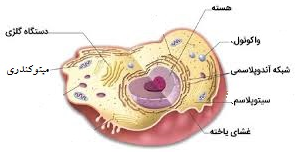 هسته
دستگاه گلژی
واکوئول
میتوکندری
شبکه آندوپلاسمی
سیتوپلاسم
غشای یاخته